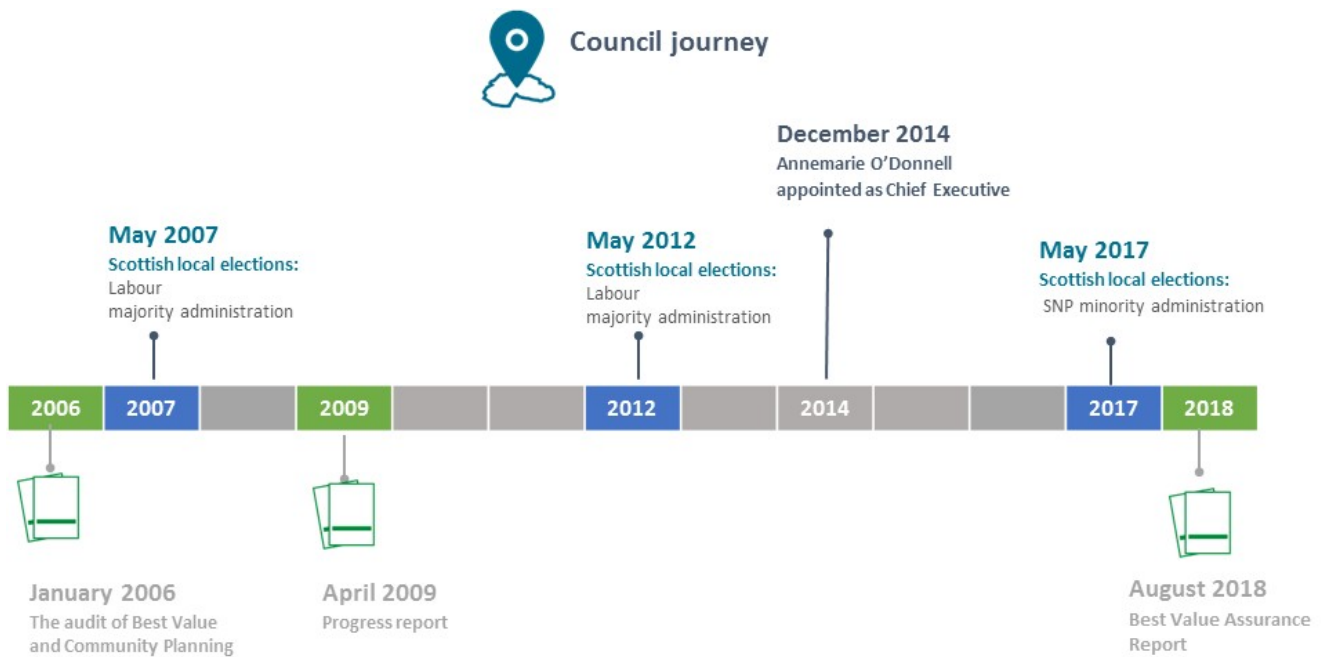 Council journey
December 2014
Annemarie O’Donnell
appointed as Chief Executive
May 2007
Scottish local elections:
Labour
majority administration
May 2012
Scottish local elections:
Labour
majority administration
May 2017
Scottish local elections:
SNP minority administration
2006 2007 2009 2012 2014 2017 2018
January 2006
The audit of Best Value
and Community Planning
April 2009
Progress report
August 2018
Best Value Assurance
Report